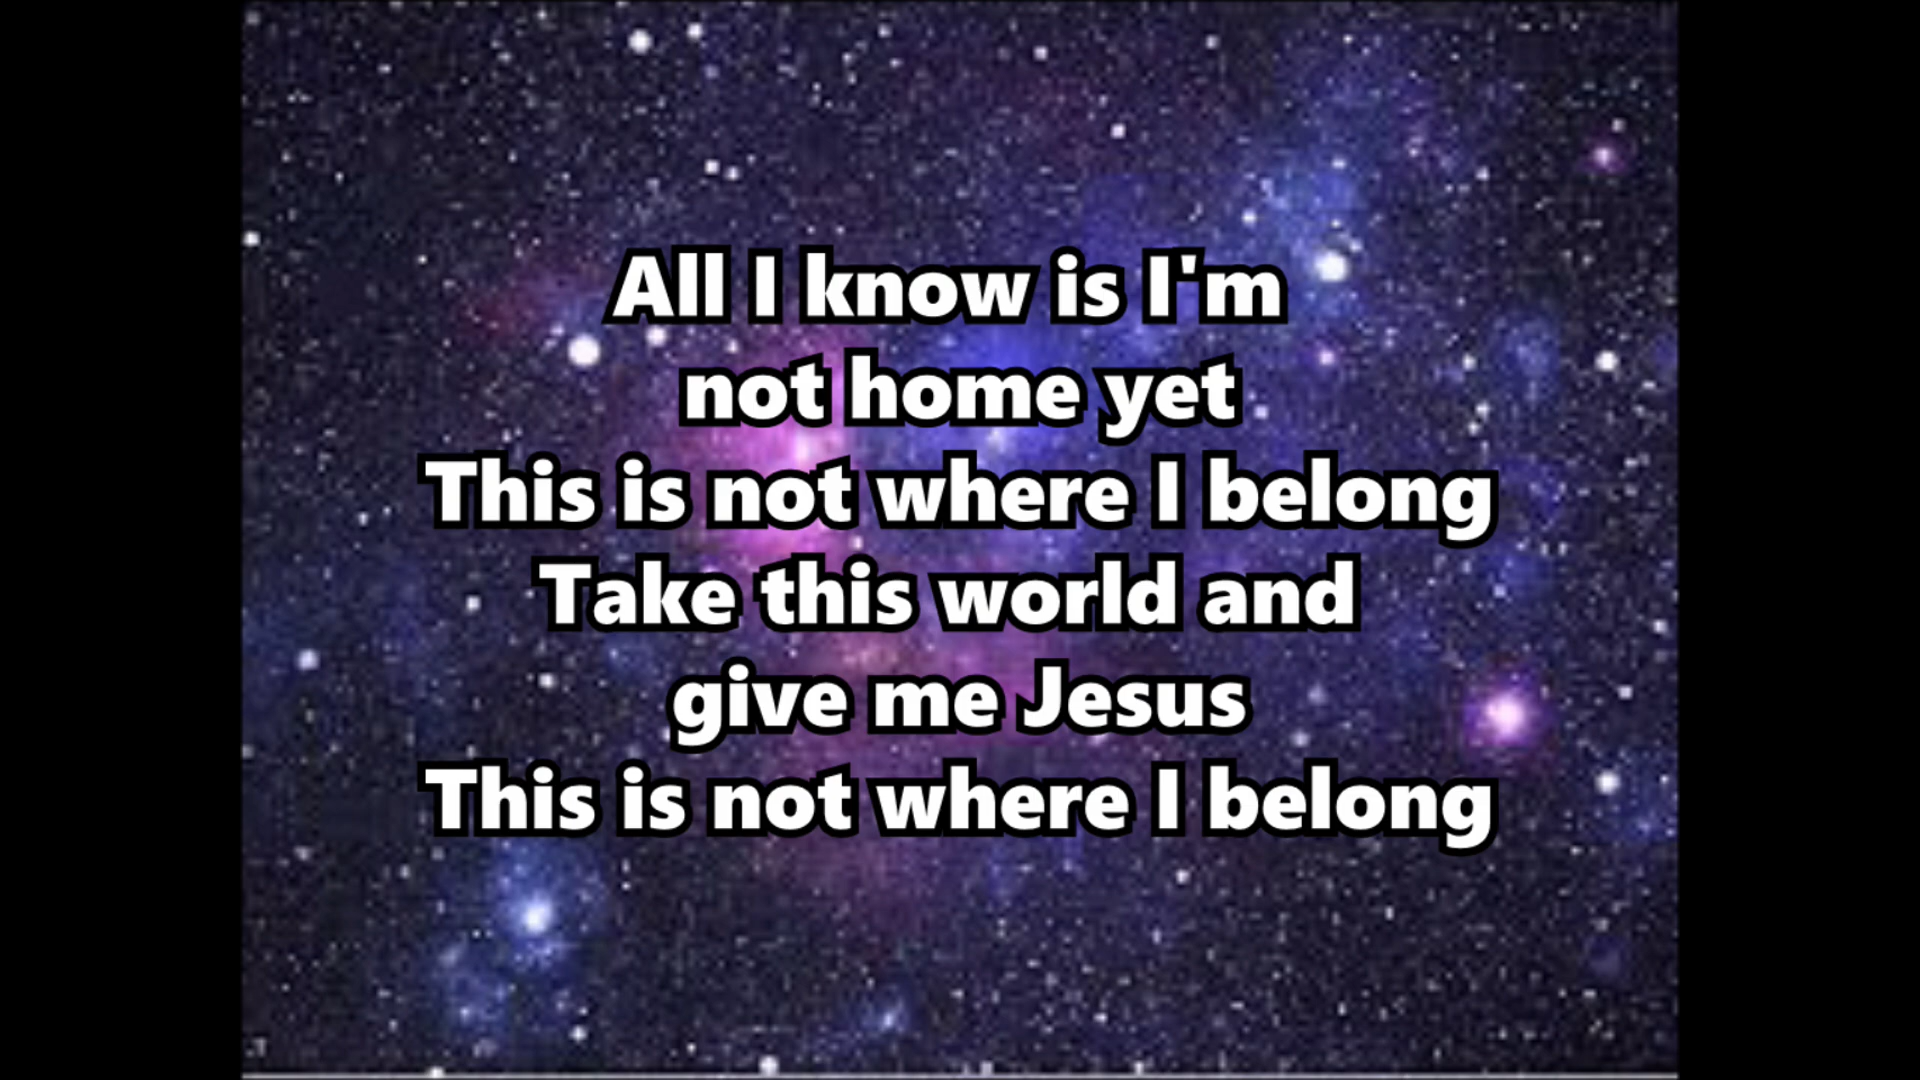 All I know is I'm
not home yet
This is not where I belong
Take this world and
give me Jesus
This is not where I belong